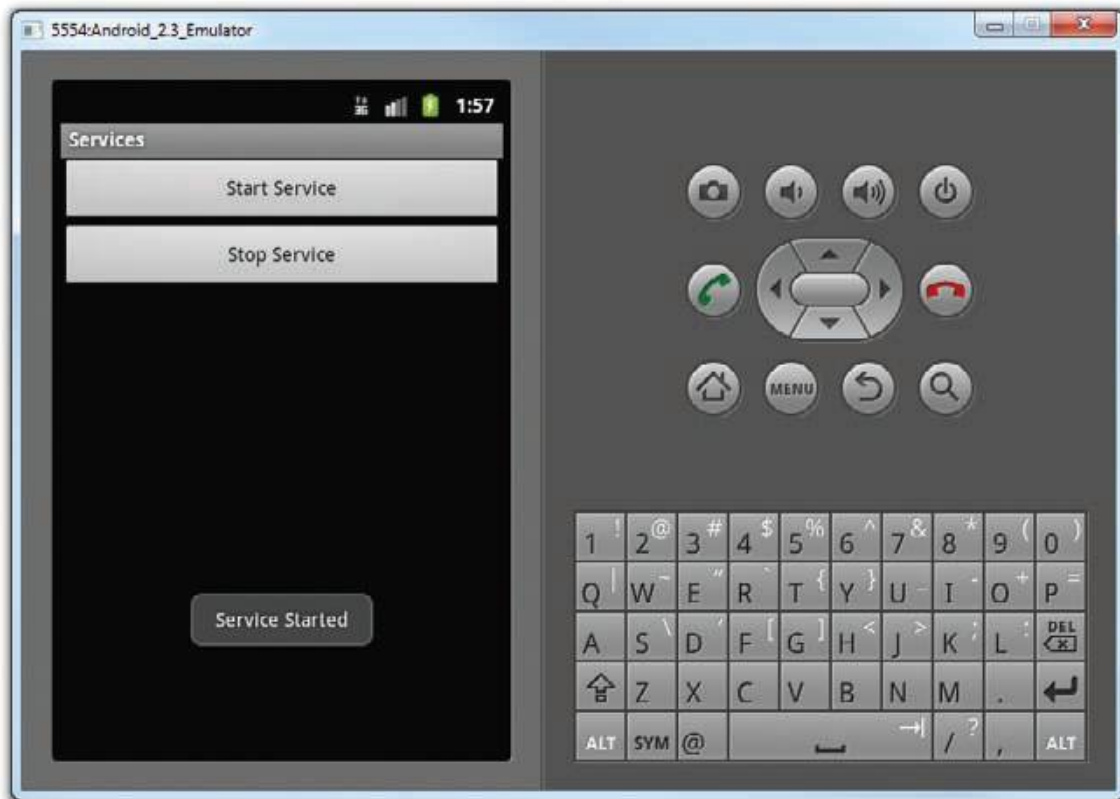 5554:Android_2.3_Emulator
3G 1:57
Services
Start Service
Stop Service
Service Started
MENU
1 ! 2 @ 3 # 4 $ 5 % 6 ^ 7 & 8 * 9 ( 0 )
Q | W ~ E " R ` T { Y } U _ I - O + P =
A S \ D ' F [ G ] H < J > K ; L : DEL
Z X C V B N M .
ALT SYM @ / ? , ALT